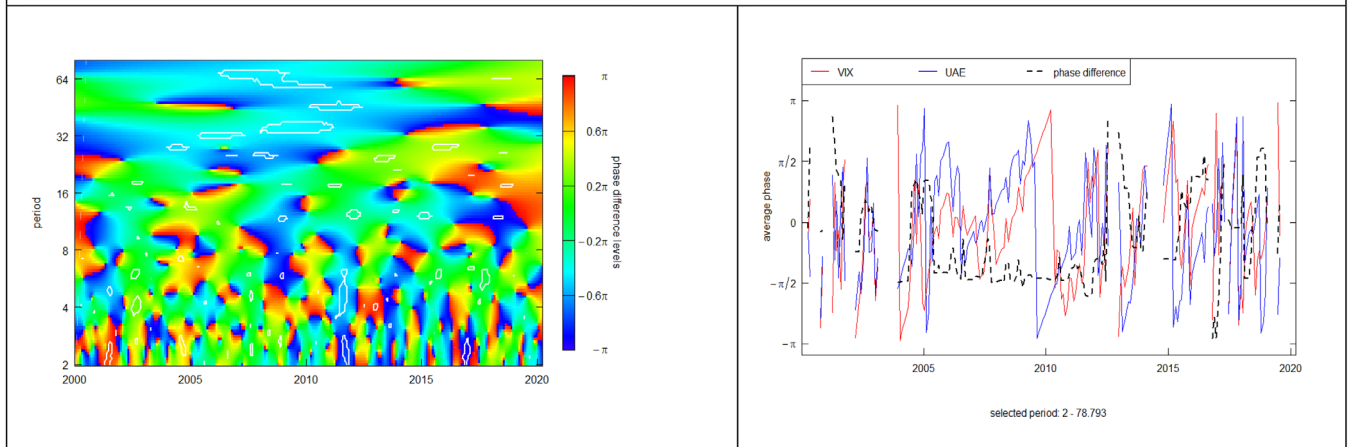 64
32
16
8
4
2
period
2000
2005
2010
2015
2020
π
0.6π
0.2π
−0.2π
−0.6π
−π
phase difference levels
VIX
UAE
phase difference
π
π/2
0
−π/2
−π
average phase
2005
2010
2015
2020
selected period: 2 - 78.793